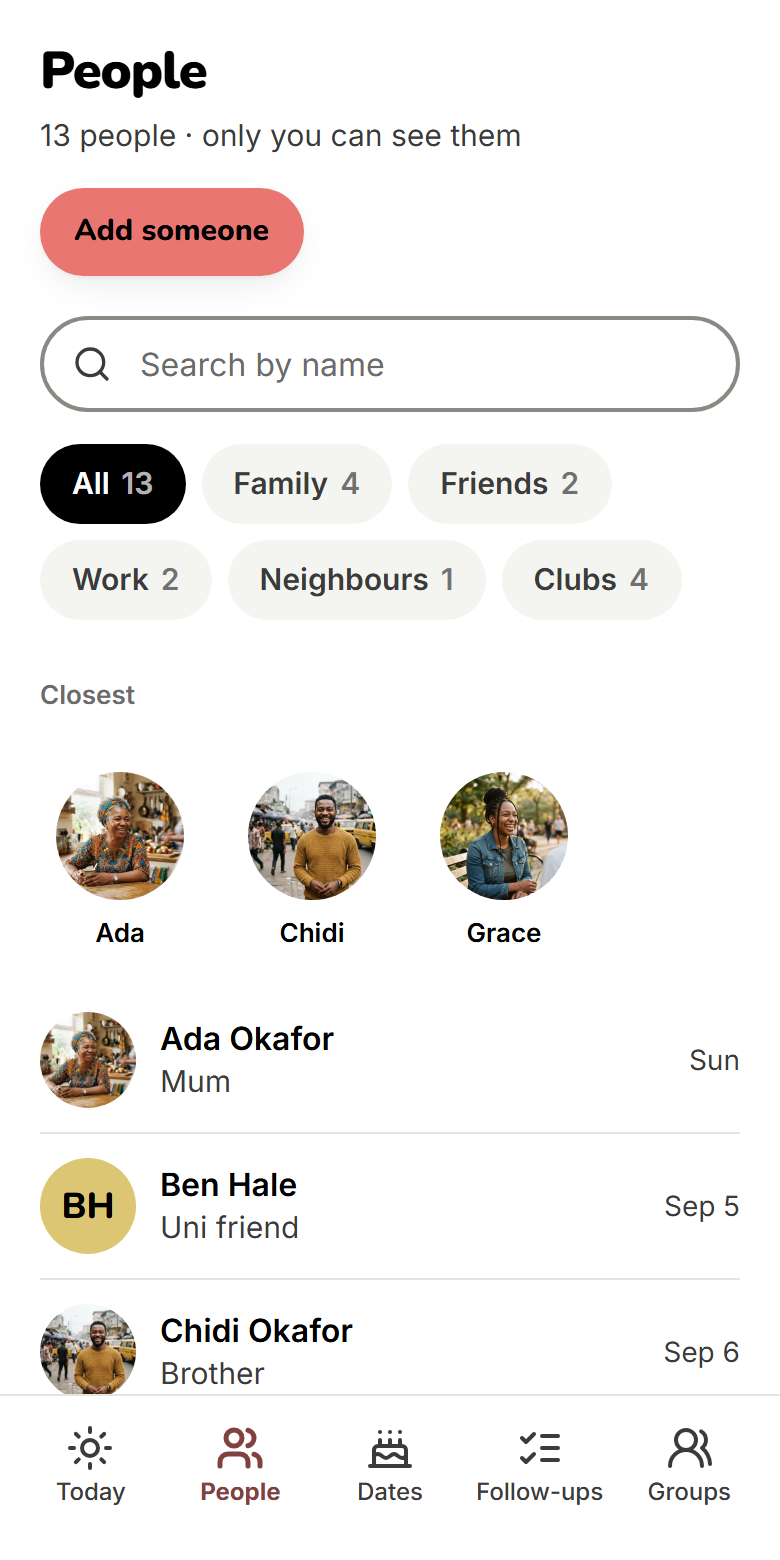 People
13 people · only you can see them
Add someone
Search by name
All 13 Family 4 Friends 2
Work 2 Neighbours 1 Clubs 4
Closest
Ada Chidi Grace
Ada Okafor
Mum
Sun
BH
Ben Hale
Uni friend
Sep 5
Chidi Okafor
Brother
Sep 6
Today People Dates Follow-ups Groups